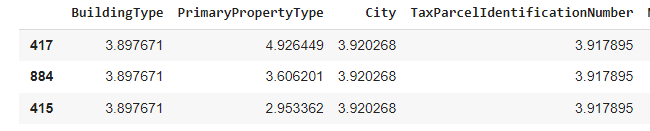 BuildingType PrimaryPropertyType City TaxParcelIdentificationNumber
417 3.897671 4.926449 3.920268 3.917895
884 3.897671 3.606201 3.920268 3.917895
415 3.897671 2.953362 3.920268 3.917895